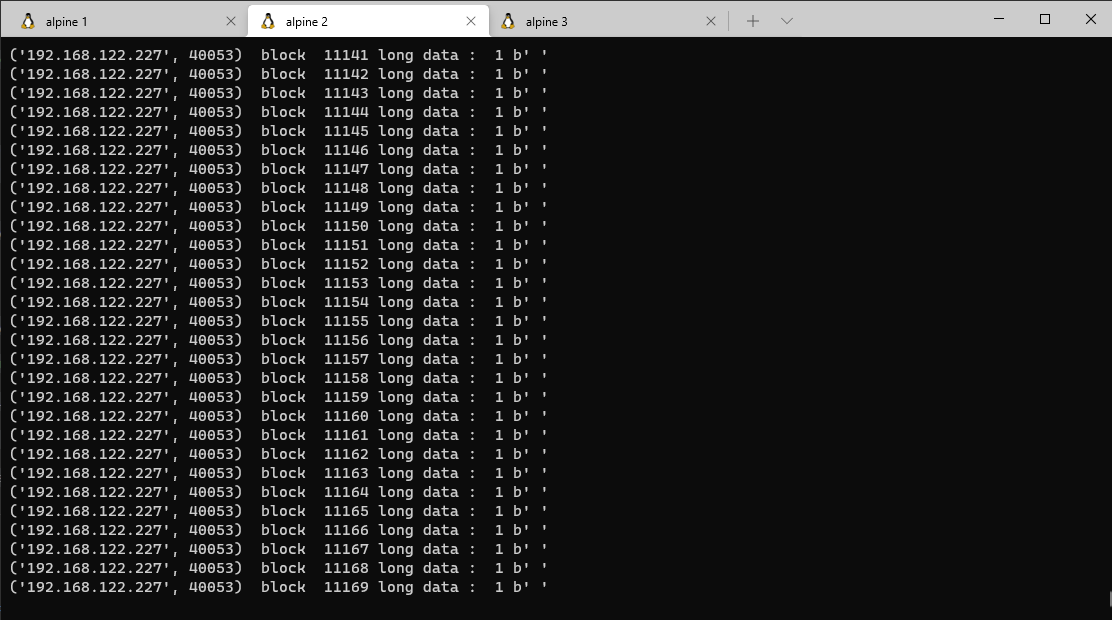 alpine 1
alpine 2
alpine 3
('192.168.122.227', 40053)  block  11141 long data :  1 b' '
('192.168.122.227', 40053)  block  11142 long data :  1 b' '
('192.168.122.227', 40053)  block  11143 long data :  1 b' '
('192.168.122.227', 40053)  block  11144 long data :  1 b' '
('192.168.122.227', 40053)  block  11145 long data :  1 b' '
('192.168.122.227', 40053)  block  11146 long data :  1 b' '
('192.168.122.227', 40053)  block  11147 long data :  1 b' '
('192.168.122.227', 40053)  block  11148 long data :  1 b' '
('192.168.122.227', 40053)  block  11149 long data :  1 b' '
('192.168.122.227', 40053)  block  11150 long data :  1 b' '
('192.168.122.227', 40053)  block  11151 long data :  1 b' '
('192.168.122.227', 40053)  block  11152 long data :  1 b' '
('192.168.122.227', 40053)  block  11153 long data :  1 b' '
('192.168.122.227', 40053)  block  11154 long data :  1 b' '
('192.168.122.227', 40053)  block  11155 long data :  1 b' '
('192.168.122.227', 40053)  block  11156 long data :  1 b' '
('192.168.122.227', 40053)  block  11157 long data :  1 b' '
('192.168.122.227', 40053)  block  11158 long data :  1 b' '
('192.168.122.227', 40053)  block  11159 long data :  1 b' '
('192.168.122.227', 40053)  block  11160 long data :  1 b' '
('192.168.122.227', 40053)  block  11161 long data :  1 b' '
('192.168.122.227', 40053)  block  11162 long data :  1 b' '
('192.168.122.227', 40053)  block  11163 long data :  1 b' '
('192.168.122.227', 40053)  block  11164 long data :  1 b' '
('192.168.122.227', 40053)  block  11165 long data :  1 b' '
('192.168.122.227', 40053)  block  11166 long data :  1 b' '
('192.168.122.227', 40053)  block  11167 long data :  1 b' '
('192.168.122.227', 40053)  block  11168 long data :  1 b' '
('192.168.122.227', 40053)  block  11169 long data :  1 b' '